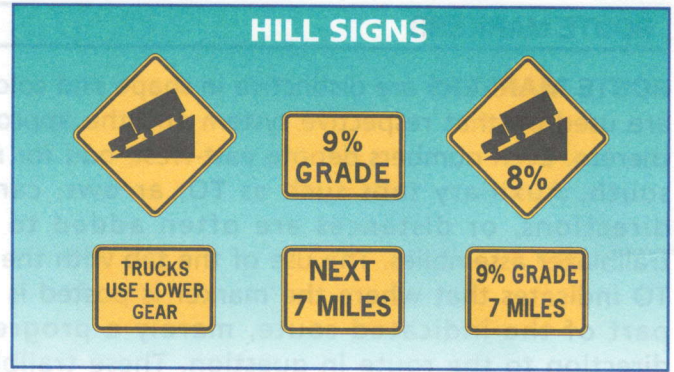 HILL SIGNS
9%
GRADE
8%
TRUCKS
USE LOWER
GEAR
NEXT
7 MILES
9% GRADE
7 MILES